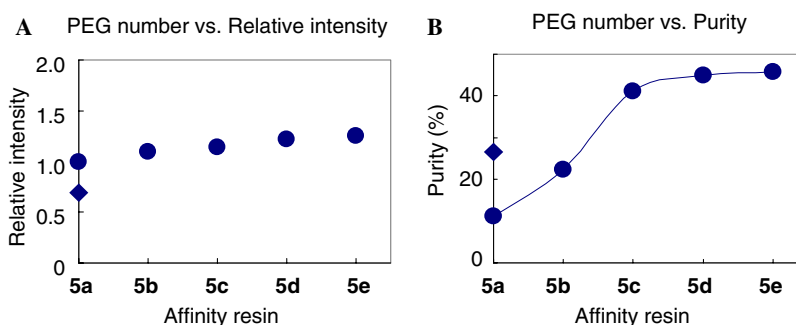 A
PEG number vs. Relative intensity
Relative intensity
2.0
1.5
1.0
0.5
0
5a 5b 5c 5d 5e
Affinity resin
B
PEG number vs. Purity
Purity (%)
40
20
0
5a 5b 5c 5d 5e
Affinity resin